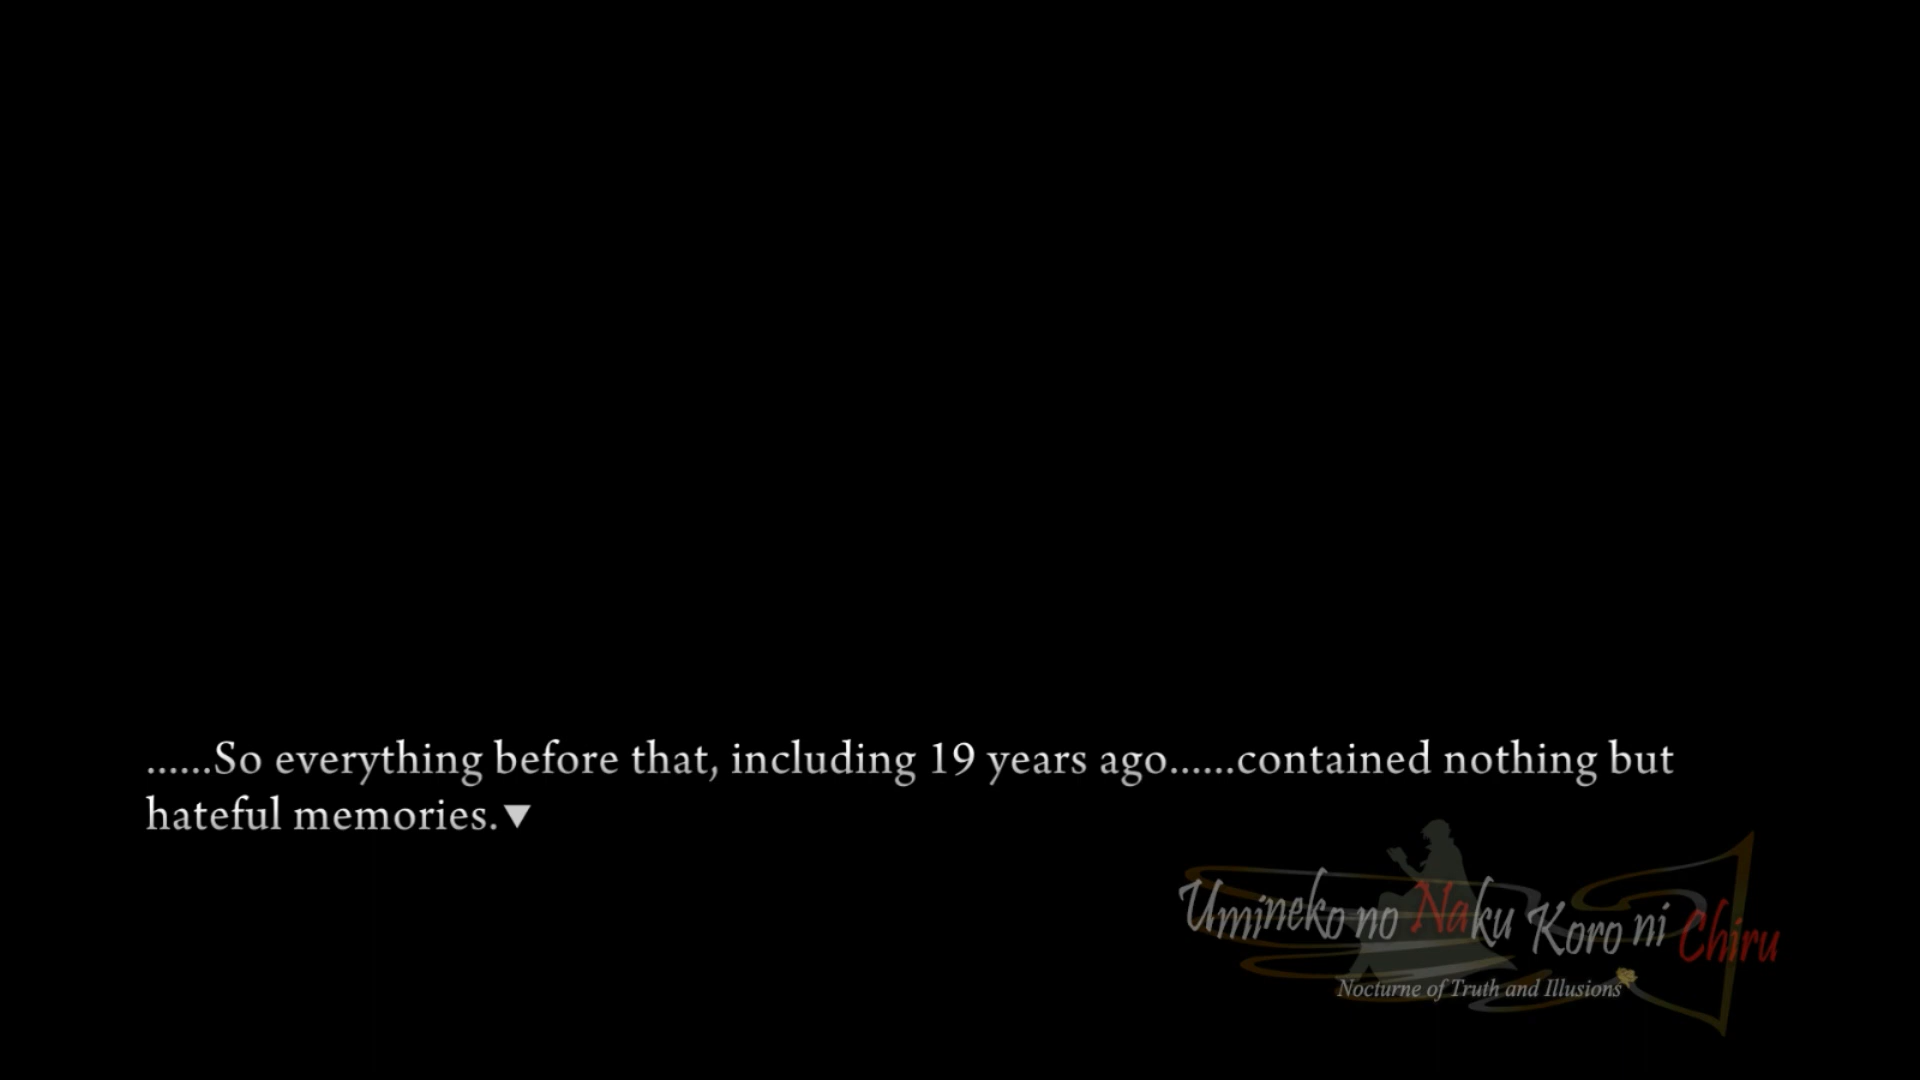 ......So everything before that, including 19 years ago......contained nothing but
hateful memories.▼
Umineko no Naku Koro ni Chiru
Nocturne of Truth and Illusions